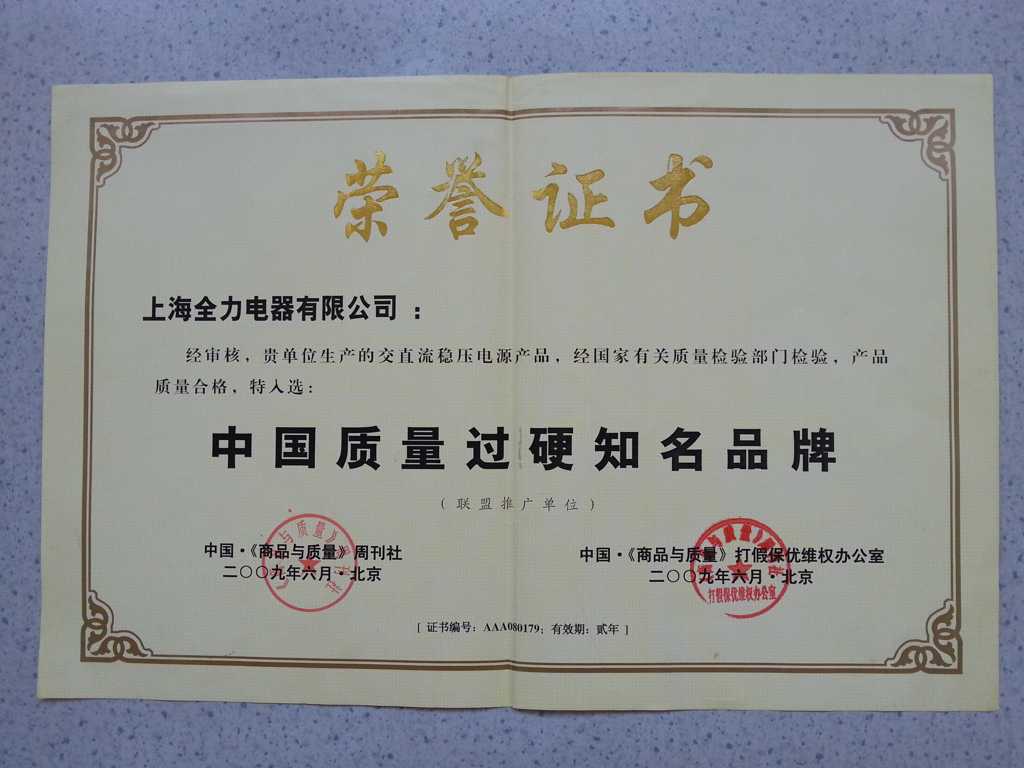 荣誉证书
上海全力电器有限公司：
经审核，贵单位生产的交直流稳压电源产品，经国家有关质量检验部门检验，产品
质量合格，特入选：
中国质量过硬知名品牌
（联盟推广单位）
中国·《商品与质量》周刊社
二〇〇九年六月·北京
中国·《商品与质量》打假保优维权办公室
二〇〇九年六月·北京
打假保优维权办公室
[ 证书编号：AAA080179；有效期：贰年 ]